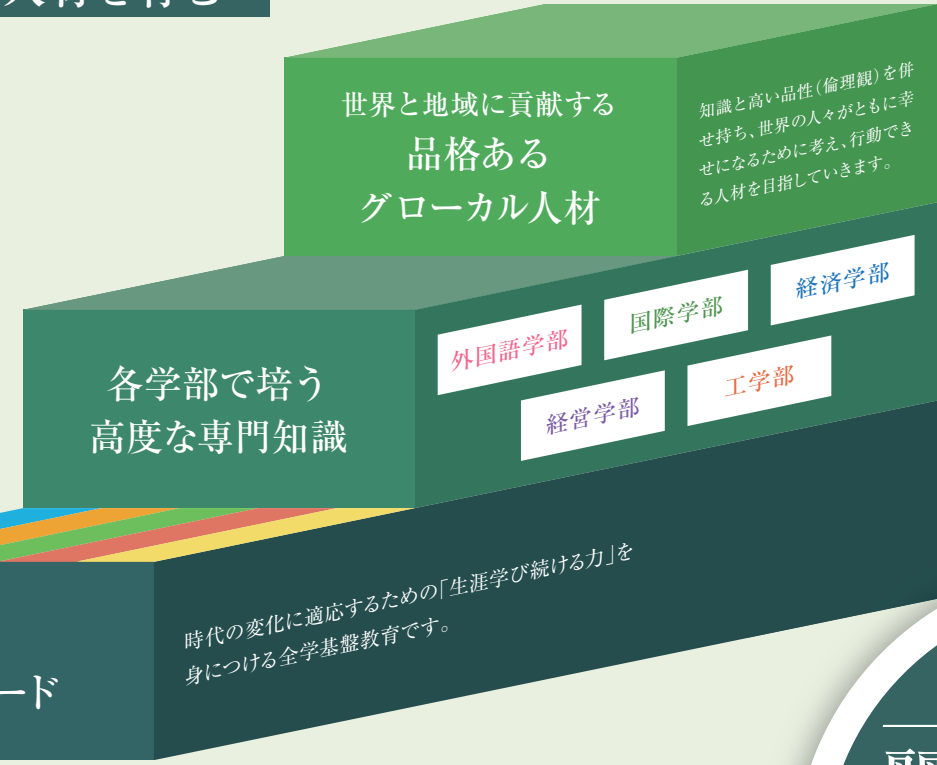 世界と地域に貢献する
品格ある
グローカル人材
知識と高い品性(倫理観)を併
せ持ち、世界の人々がともに幸
せになるために考え、行動でき
る人材を目指していきます。
各学部で培う
高度な専門知識
外国語学部
国際学部
経済学部
経営学部
工学部
時代の変化に適応するための「生涯学び続ける力」を
身につける全学基盤教育です。
ード